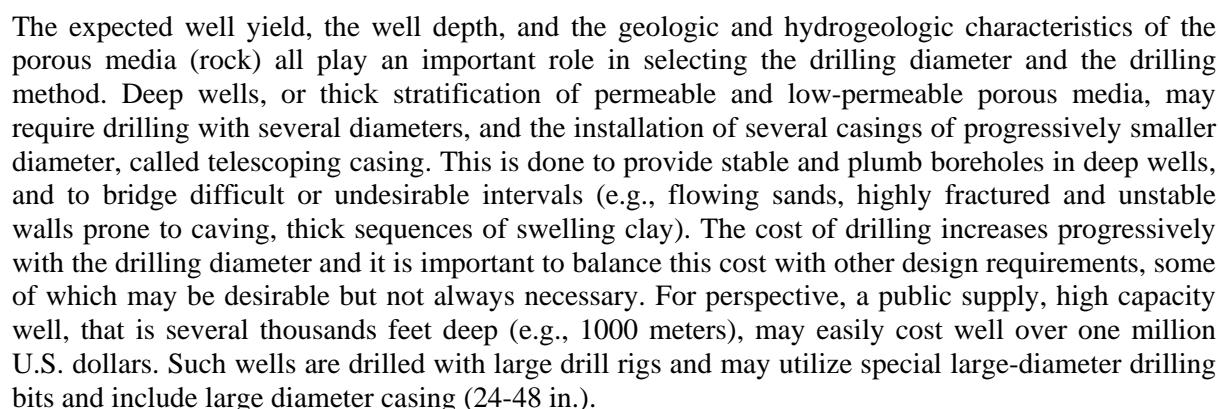 The expected well yield, the well depth, and the geologic and hydrogeologic characteristics of the
porous media (rock) all play an important role in selecting the drilling diameter and the drilling
method. Deep wells, or thick stratification of permeable and low-permeable porous media, may
require drilling with several diameters, and the installation of several casings of progressively smaller
diameter, called telescoping casing. This is done to provide stable and plumb boreholes in deep wells,
and to bridge difficult or undesirable intervals (e.g., flowing sands, highly fractured and unstable
walls prone to caving, thick sequences of swelling clay). The cost of drilling increases progressively
with the drilling diameter and it is important to balance this cost with other design requirements, some
of which may be desirable but not always necessary. For perspective, a public supply, high capacity
well, that is several thousands feet deep (e.g., 1000 meters), may easily cost well over one million
U.S. dollars. Such wells are drilled with large drill rigs and may utilize special large-diameter drilling
bits and include large diameter casing (24-48 in.).